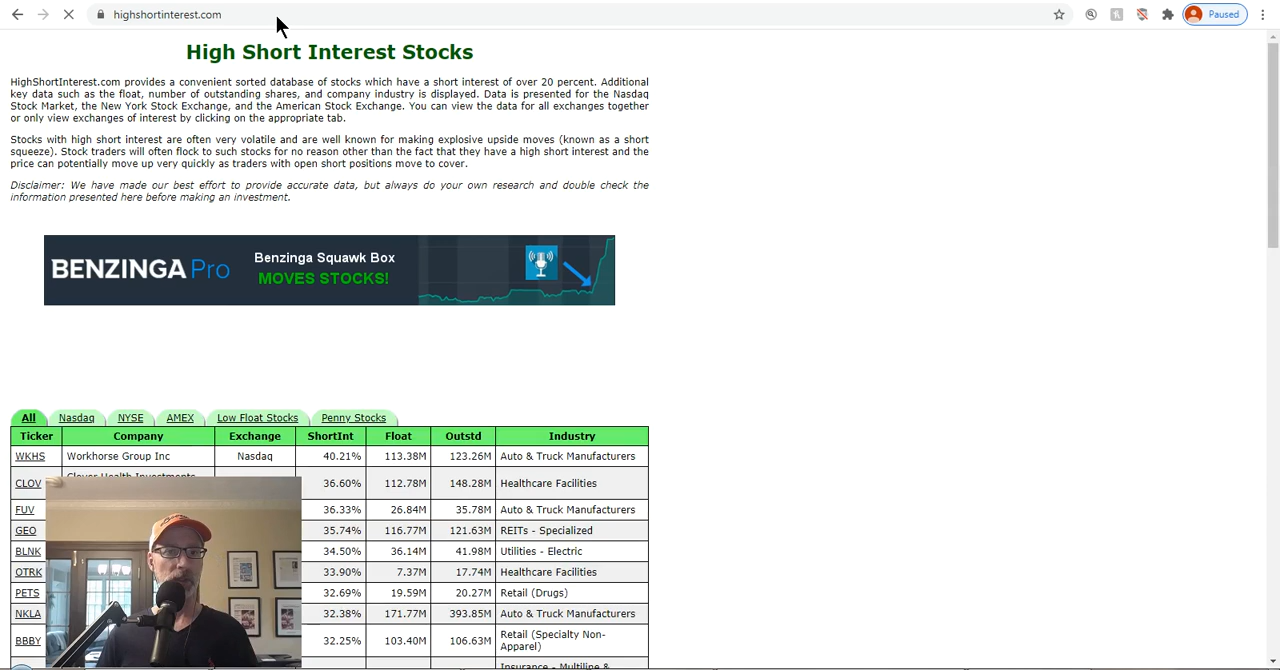 highshortinterest.com
Paused
High Short Interest Stocks
HighShortInterest.com provides a convenient sorted database of stocks which have a short interest of over 20 percent. Additional
key data such as the float, number of outstanding shares, and company industry is displayed. Data is presented for the Nasdaq
Stock Market, the New York Stock Exchange, and the American Stock Exchange. You can view the data for all exchanges together
or only view exchanges of interest by clicking on the appropriate tab.
Stocks with high short interest are often very volatile and are well known for making explosive upside moves (known as a short
squeeze). Stock traders will often flock to such stocks for no reason other than the fact that they have a high short interest and the
price can potentially move up very quickly as traders with open short positions move to cover.
Disclaimer: We have made our best effort to provide accurate data, but always do your own research and double check the
information presented here before making an investment.
BENZINGA Pro
Benzinga Squawk Box
MOVES STOCKS!
All Nasdaq NYSE AMEX Low Float Stocks Penny Stocks
Ticker Company Exchange ShortInt Float Outstd Industry
WKHS Workhorse Group Inc Nasdaq 40.21% 113.38M 123.26M Auto & Truck Manufacturers
CLOV Clover Health Investments 36.60% 112.78M 148.28M Healthcare Facilities
FUV 36.33% 26.84M 35.78M Auto & Truck Manufacturers
GEO 35.74% 116.77M 121.63M REITs - Specialized
BLNK 34.50% 36.14M 41.98M Utilities - Electric
OTRK 33.90% 7.37M 17.74M Healthcare Facilities
PETS 32.69% 19.59M 20.27M Retail (Drugs)
NKLA 32.38% 171.77M 393.85M Auto & Truck Manufacturers
BBBY 32.25% 103.40M 106.63M Retail (Specialty Non-
Apparel)
Insurance - Multiline &